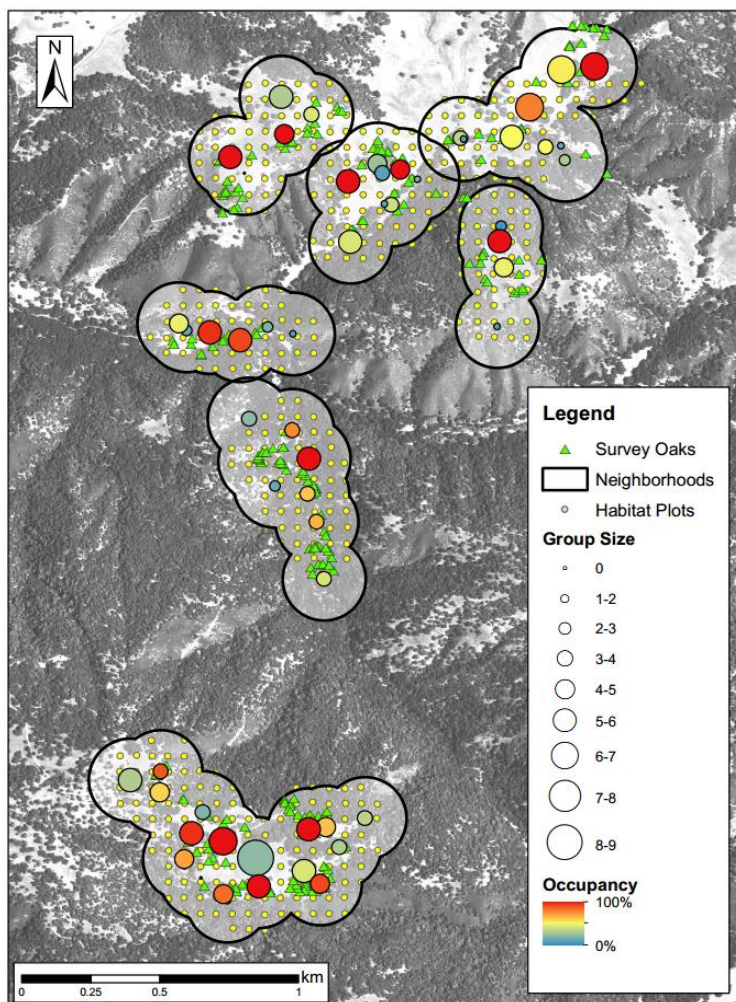 N
Legend
Survey Oaks
Neighborhoods
Habitat Plots
Group Size
0
1-2
2-3
3-4
4-5
5-6
6-7
7-8
8-9
Occupancy
100%
0%
km
0 0.25 0.5 1